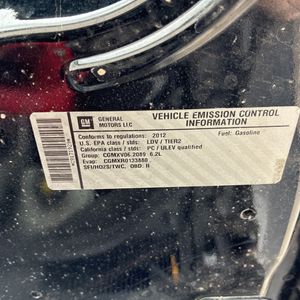 GM
GENERAL MOTORS LLC
VEHICLE EMISSION CONTROL INFORMATION
Conforms to regulations: 2012 Fuel: Gasoline
U.S. EPA class / stds: LDV / TIER2
California class / stds: PC / ULEV qualified
Group: CGMXV06.2089 6.2L
Evap: CGMXR0133880
SFI/HO2S/TWC, OBD: II